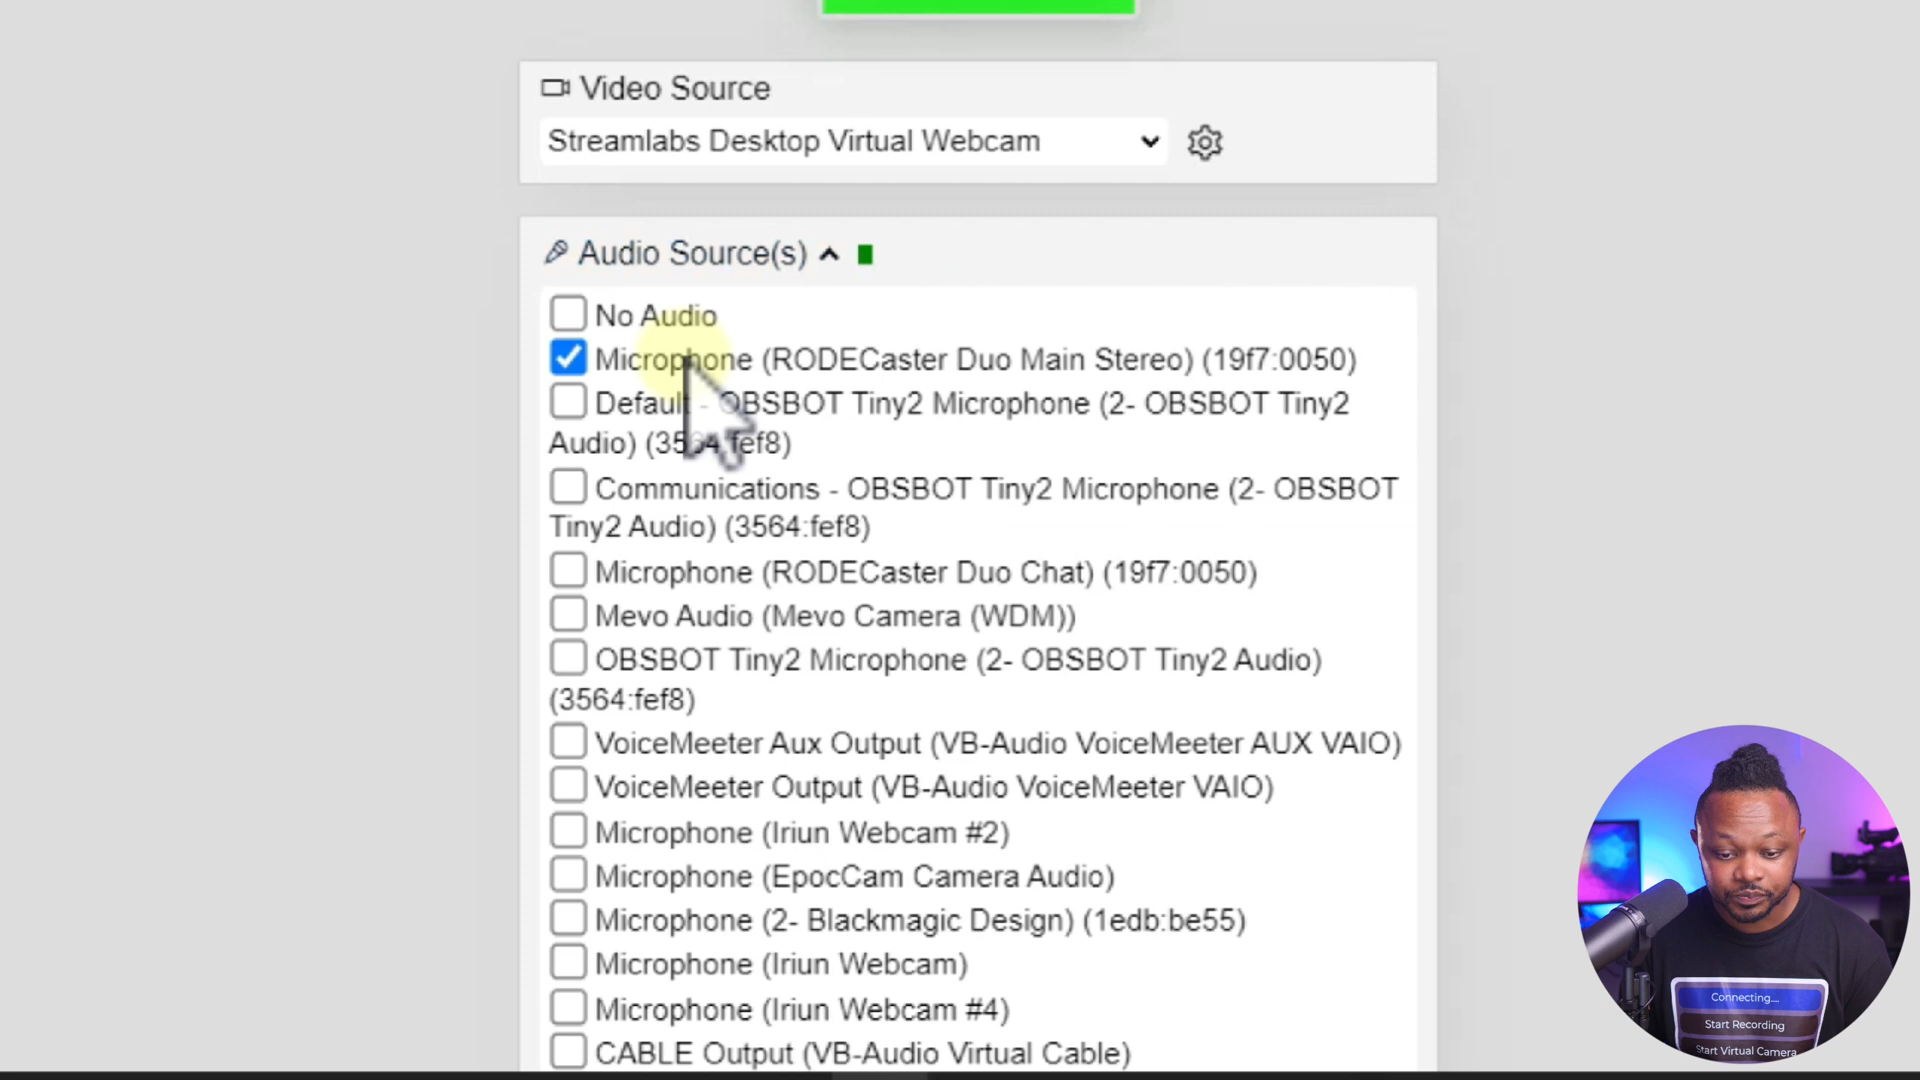 Video Source
Streamlabs Desktop Virtual Webcam
Audio Source(s)
No Audio
Microphone (RODECaster Duo Main Stereo) (19f7:0050)
Default - OBSBOT Tiny2 Microphone (2- OBSBOT Tiny2
Audio) (3564:fef8)
Communications - OBSBOT Tiny2 Microphone (2- OBSBOT
Tiny2 Audio) (3564:fef8)
Microphone (RODECaster Duo Chat) (19f7:0050)
Mevo Audio (Mevo Camera (WDM))
OBSBOT Tiny2 Microphone (2- OBSBOT Tiny2 Audio)
(3564:fef8)
VoiceMeeter Aux Output (VB-Audio VoiceMeeter AUX VAIO)
VoiceMeeter Output (VB-Audio VoiceMeeter VAIO)
Microphone (Iriun Webcam #2)
Microphone (EpocCam Camera Audio)
Microphone (2- Blackmagic Design) (1edb:be55)
Microphone (Iriun Webcam)
Microphone (Iriun Webcam #4)
CABLE Output (VB-Audio Virtual Cable)
Connecting....
Start Recording
Start Virtual Camera